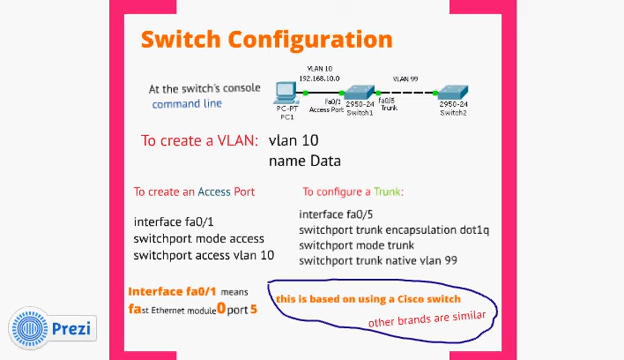 Switch Configuration
At the switch's console
command line
VLAN 10
192.168.10.0
VLAN 99
Fa0/1
Access Port
fa0/5
Trunk
PC-PT
PC1
2950-24
Switch1
2950-24
Switch2
To create a VLAN: vlan 10
name Data
To create an Access Port
interface fa0/1
switchport mode access
switchport access vlan 10
To configure a Trunk:
interface fa0/5
switchport trunk encapsulation dot1q
switchport mode trunk
switchport trunk native vlan 99
Interface fa0/1 means
fast Ethernet module0port 5
this is based on using a Cisco switch
other brands are similar
Prezi